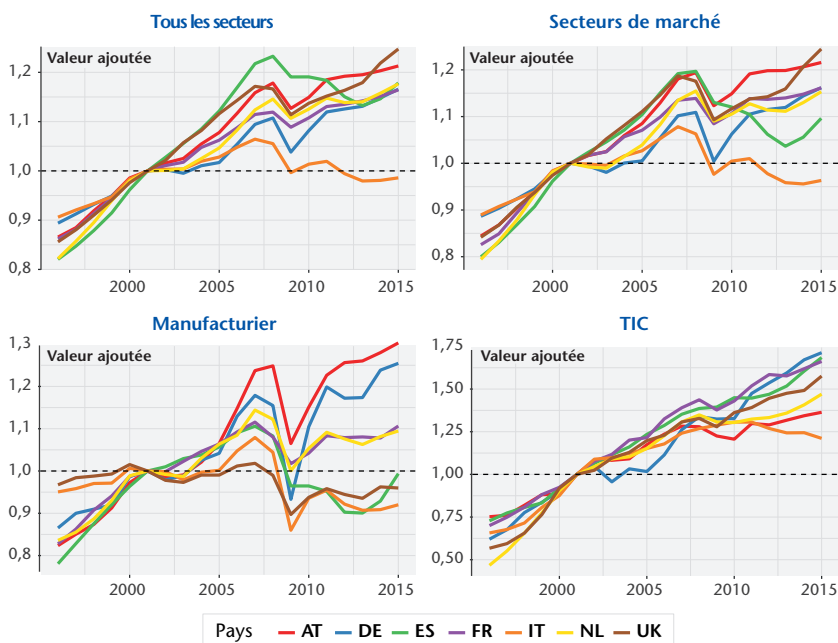 Tous les secteurs
Valeur ajoutée
1,2
1,1
1,0
0,9
0,8
2000 2005 2010 2015
Secteurs de marché
Valeur ajoutée
1,2
1,1
1,0
0,9
0,8
2000 2005 2010 2015
Manufacturier
1,3
Valeur ajoutée
1,2
1,1
1,0
0,9
0,8
2000 2005 2010 2015
TIC
1,75
Valeur ajoutée
1,50
1,25
1,00
0,75
0,50
2000 2005 2010 2015
Pays AT DE ES FR IT NL UK